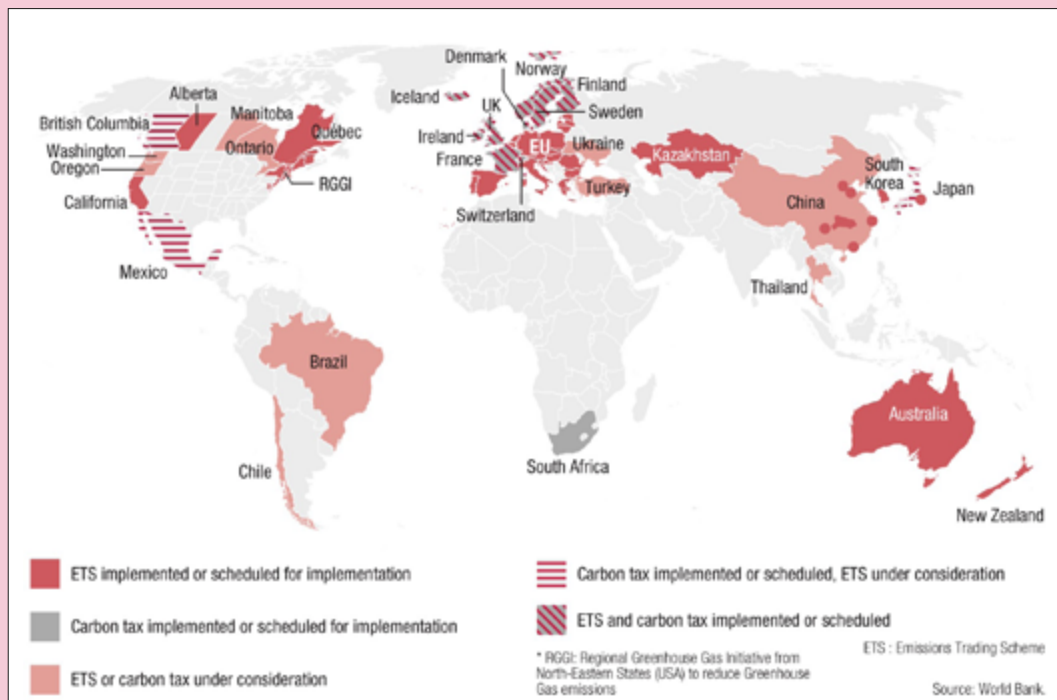 Denmark
Norway
Finland
Iceland
UK
Sweden
Ireland
EU
Ukraine
France
Turkey
Switzerland
Alberta
British Columbia
Manitoba
Québec
Washington
Ontario
Oregon
RGGI
California
Mexico
Kazakhstan
South
Korea
Japan
China
Thailand
Brazil
Chile
South Africa
Australia
New Zealand
ETS implemented or scheduled for implementation
Carbon tax implemented or scheduled for implementation
ETS or carbon tax under consideration
Carbon tax implemented or scheduled, ETS under consideration
ETS and carbon tax implemented or scheduled
* RGGI: Regional Greenhouse Gas Initiative from
North-Eastern States (USA) to reduce Greenhouse
Gas emissions
ETS : Emissions Trading Scheme
Source: World Bank